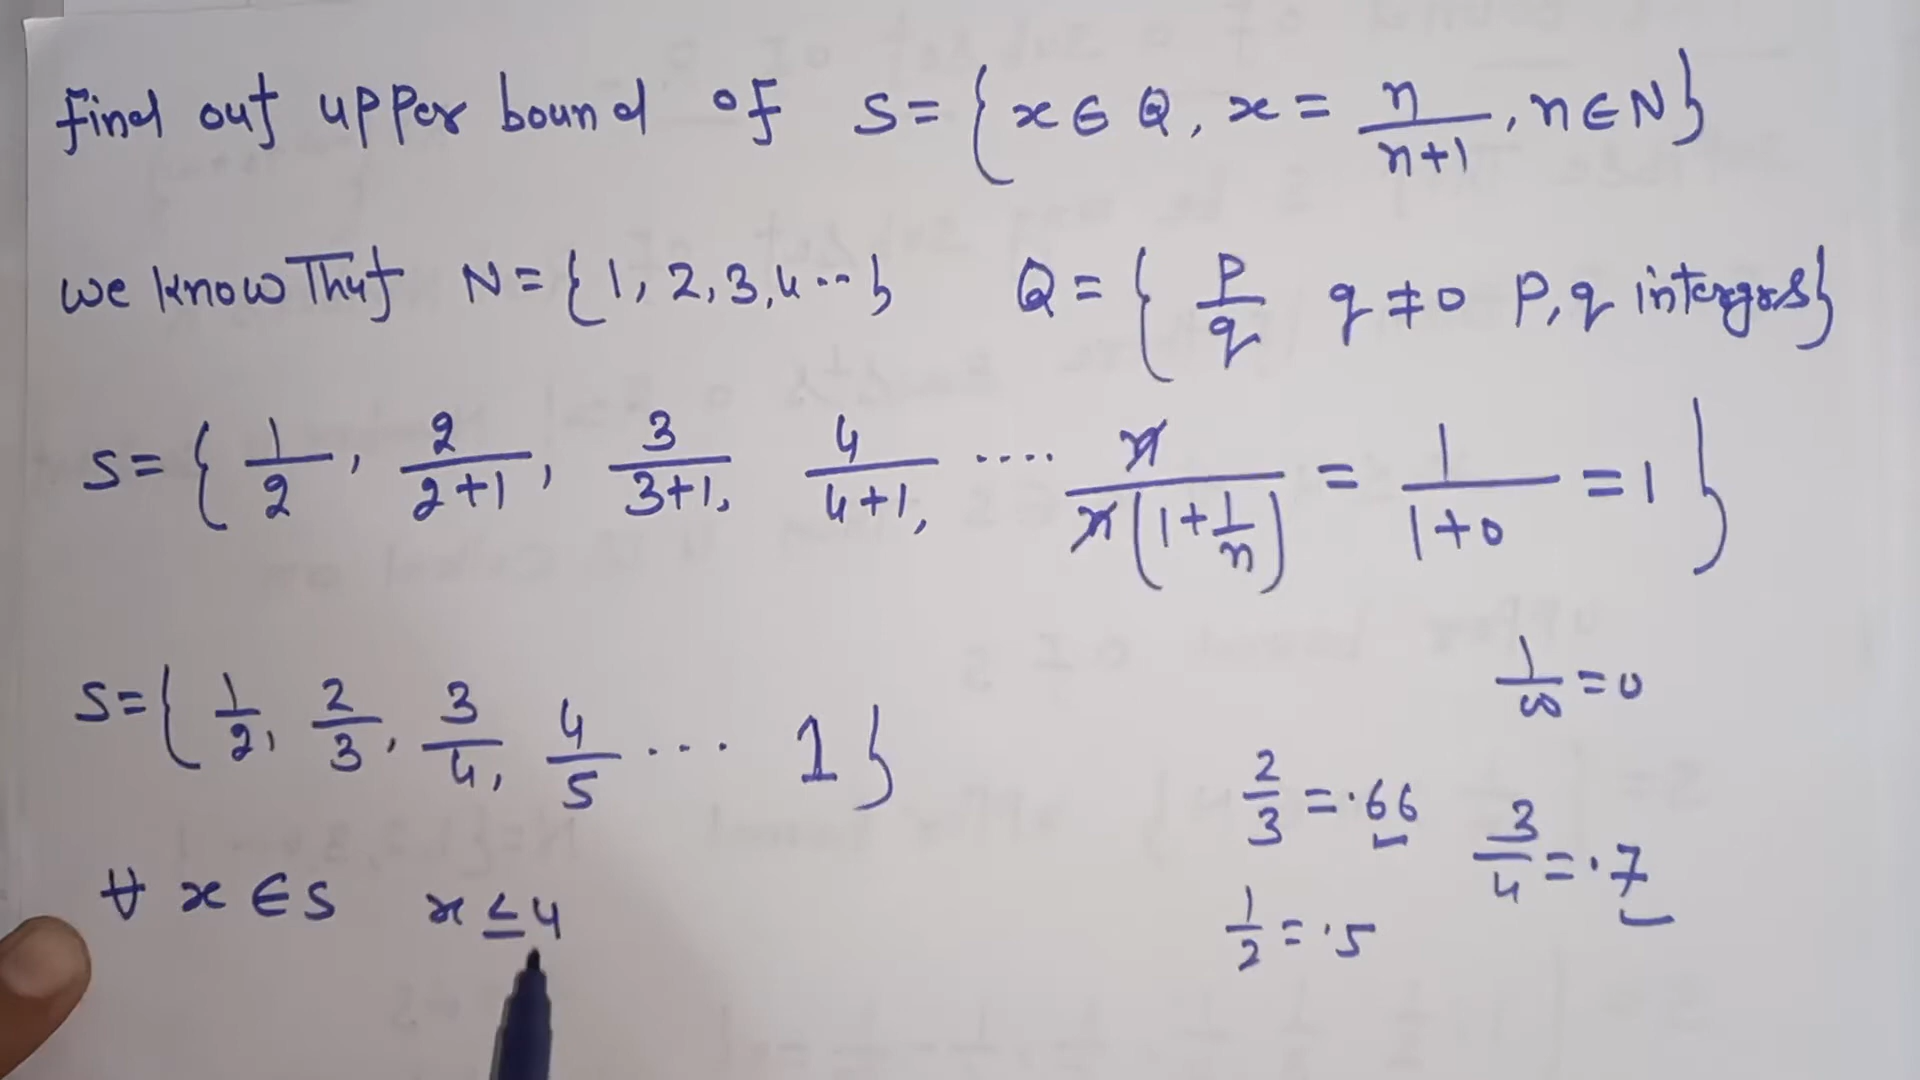 find out upper bound of S = { x ∈ Q, x = n/(n+1), n ∈ N }
we know That N = { 1, 2, 3, 4 .. } Q = { p/q q ≠ 0 P, q intergers }
S = { 1/2, 2/(2+1), 3/(3+1), 4/(4+1), .... n/(n(1+1/n)) = 1/(1+0) = 1 }
1/∞ = 0
S = { 1/2, 2/3, 3/4, 4/5 ... 1 }
2/3 = .66 3/4 = .7
∀ x ∈ S x ≤ 4
1/2 = .5